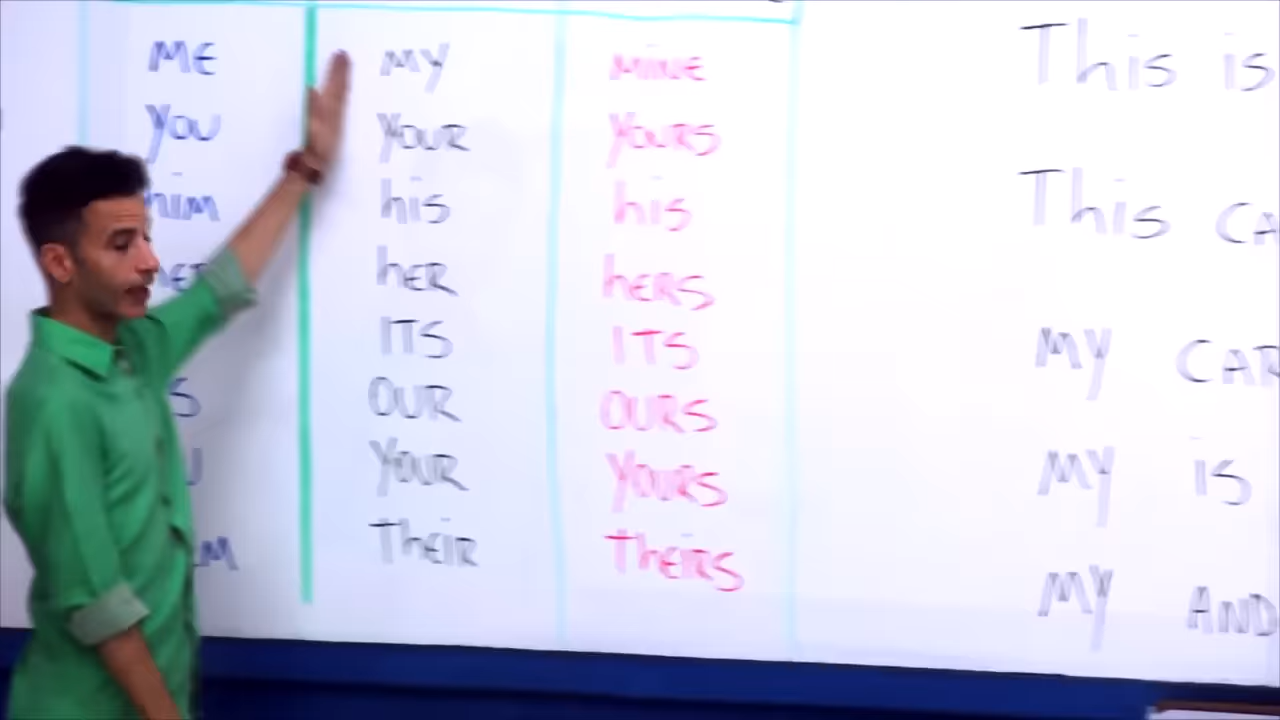 ME MY MINE This is
YOU YOUR YOURS
him his his This CA
hER hERS
ITS ITS MY CAR
OUR OURS
YOUR YOURS MY is
ThEiR ThEiRS MY AND